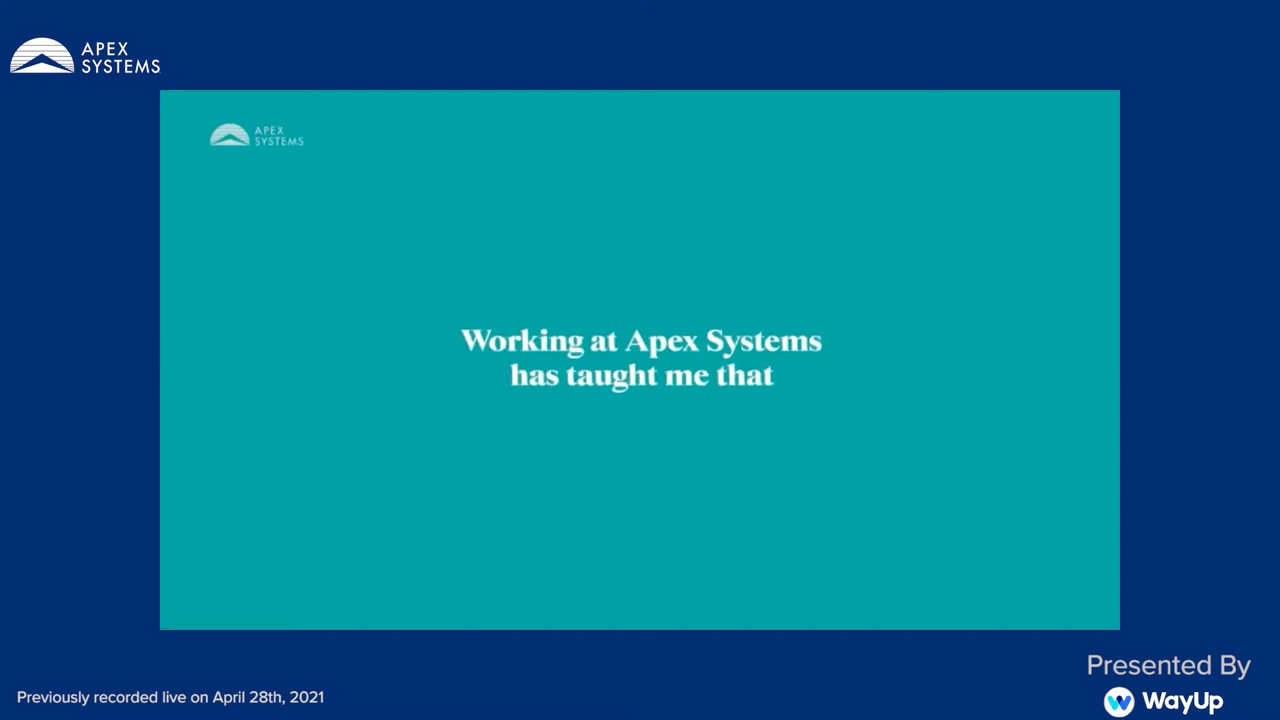 APEX
SYSTEMS
APEX
SYSTEMS
Working at Apex Systems
has taught me that
Presented By
WayUp
Previously recorded live on April 28th, 2021